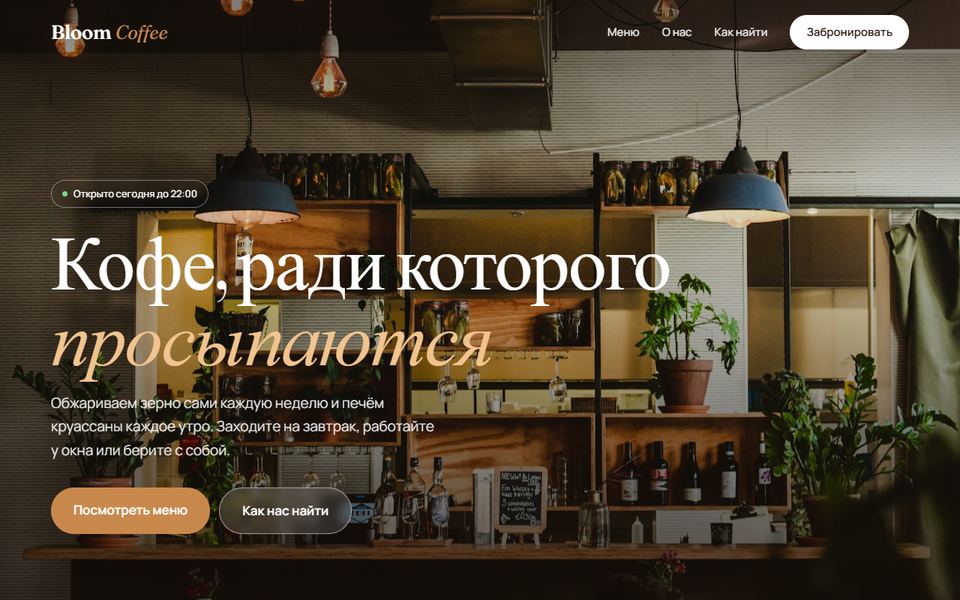 Bloom Coffee
Меню
О нас
Как найти
Забронировать
Открыто сегодня до 22:00
Кофе, ради которого
просыпаются
Обжариваем зерно сами каждую неделю и печём
круассаны каждое утро. Заходите на завтрак, работайте
у окна или берите с собой.
Посмотреть меню
Как нас найти